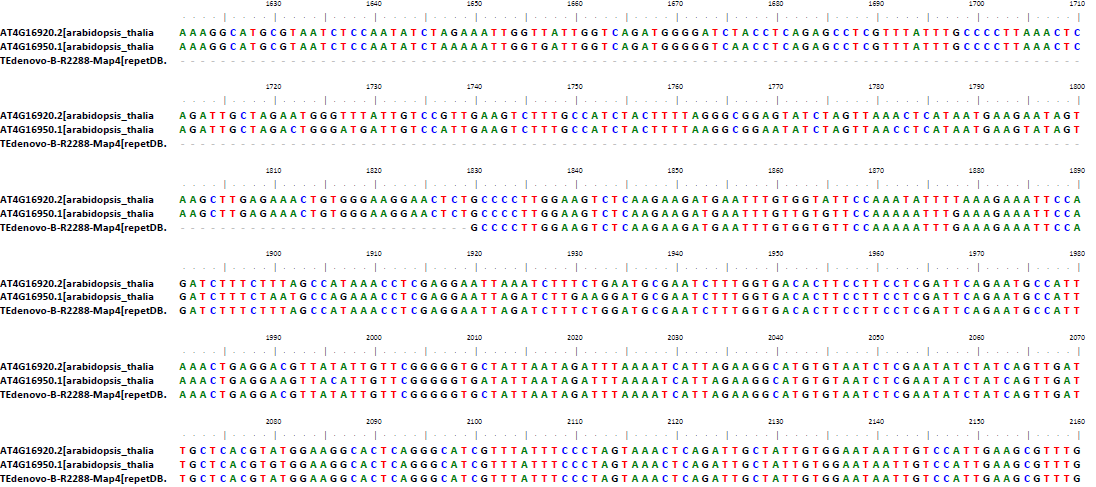 1630 1640 1650 1660 1670 1680 1690 1700 1710
AT4G16920.2[arabidopsis_thalia AAAGGCATGCGTAATCTCCAATATCTAGAAATTGGTTATTGGTCAGATGGGGATCTACCTCAGAGCCTCGTTTATTTGCCCCTTAAACTC
AT4G16950.1[arabidopsis_thalia AAAGGCATGCGTAATCTCCAATATCTAAAAATTGGTGATTGGTCAGATGGGGGTCAACCTCAGAGCCTCGTTTATTTGCCCCTTAAACTC
TEdenovo-B-R2288-Map4[repetDB.
1720 1730 1740 1750 1760 1770 1780 1790 1800
AT4G16920.2[arabidopsis_thalia AGATTGCTAGAATGGGTTTATTGTCCGTTGAAGTCTTTGCCATCTACTTTTAGGGCGGAGTATCTAGTTAAACTCATAATGAAGAATAGT
AT4G16950.1[arabidopsis_thalia AGATTGCTAGACTGGGATGATTGTCCATTGAAGTCTTTGCCATCTACTTTTAAGGCGGAATATCTAGTTAACCTCATAATGAAGTATAGT
TEdenovo-B-R2288-Map4[repetDB.
1810 1820 1830 1840 1850 1860 1870 1880 1890
AT4G16920.2[arabidopsis_thalia AAGCTTGAGAAACTGTGGGAAGGAACTCTGCCCCTTGGAAGTCTCAAGAAGATGAATTTGTGGTATTCCAAATATTTTAAAGAAATTCCA
AT4G16950.1[arabidopsis_thalia AAGCTTGAGAAACTGTGGGAAGGAACTCTGCCCCTTGGAAGTCTCAAGAAGATGAATTTGTTGTGTTCCAAAAATTTGAAAGAAATTCCA
TEdenovo-B-R2288-Map4[repetDB. GCCCCTTGGAAGTCTCAAGAAGATGAATTTGTGGTGTTCCAAAAATTTGAAAGAAATTCCA
1900 1910 1920 1930 1940 1950 1960 1970 1980
AT4G16920.2[arabidopsis_thalia GATCTTTCTTTAGCCATAAACCTCGAGGAATTAAATCTTTCTGAATGCGAATCTTTGGTGACACTTCCTTCCTCGATTCAGAATGCCATT
AT4G16950.1[arabidopsis_thalia GATCTTTCTAATGCCAGAAACCTCGAGGAATTAGATCTTGAAGGATGCGAATCTTTGGTGACACTTCCTTCCTCGATTCAGAATGCCATT
TEdenovo-B-R2288-Map4[repetDB. GATCTTTCTTTAGCCATAAACCTCGAGGAATTAGATCTTTCTGGATGCGAATCTTTGGTGACACTTCCTTCCTCGATTCAGAATGCCATT
1990 2000 2010 2020 2030 2040 2050 2060 2070
AT4G16920.2[arabidopsis_thalia AAACTGAGGACGTTATATTGTTCGGGGGTGCTATTAATAGATTTAAAATCATTAGAAGGCATGTGTAATCTCGAATATCTATCAGTTGAT
AT4G16950.1[arabidopsis_thalia AAACTGAGGAAGTTACATTGTTCGGGGGTGATATTAATAGATTTAAAATCATTAGAAGGCATGTGTAATCTCGAATATCTATCAGTTGAT
TEdenovo-B-R2288-Map4[repetDB. AAACTGAGGACGTTATATTGTTCGGGGGTGCTATTAATAGATTTAAAATCATTAGAAGGCATGTGTAATCTCGAATATCTATCAGTTGAT
2080 2090 2100 2110 2120 2130 2140 2150 2160
AT4G16920.2[arabidopsis_thalia TGCTCACGTATGGAAGGCACTCAGGGCATCGTTTATTTCCCTAGTAAACTCAGATTGCTATTGTGGAATAATTGTCCATTGAAGCGTTTG
AT4G16950.1[arabidopsis_thalia TGCTCACGTGTGGAAGGCACTCAGGGCATCGTTTATTTCCCTAGTAAACTCAGATTGCTATTGTGGAATAATTGTCCATTGAAGCGTTTG
TEdenovo-B-R2288-Map4[repetDB. TGCTCACGTATGGAAGGCACTCAGGGCATCGTTTATTTCCCTAGTAAACTCAGATTGCTATTGTGGAATAATTGTCCATTGAAGCGTTTG